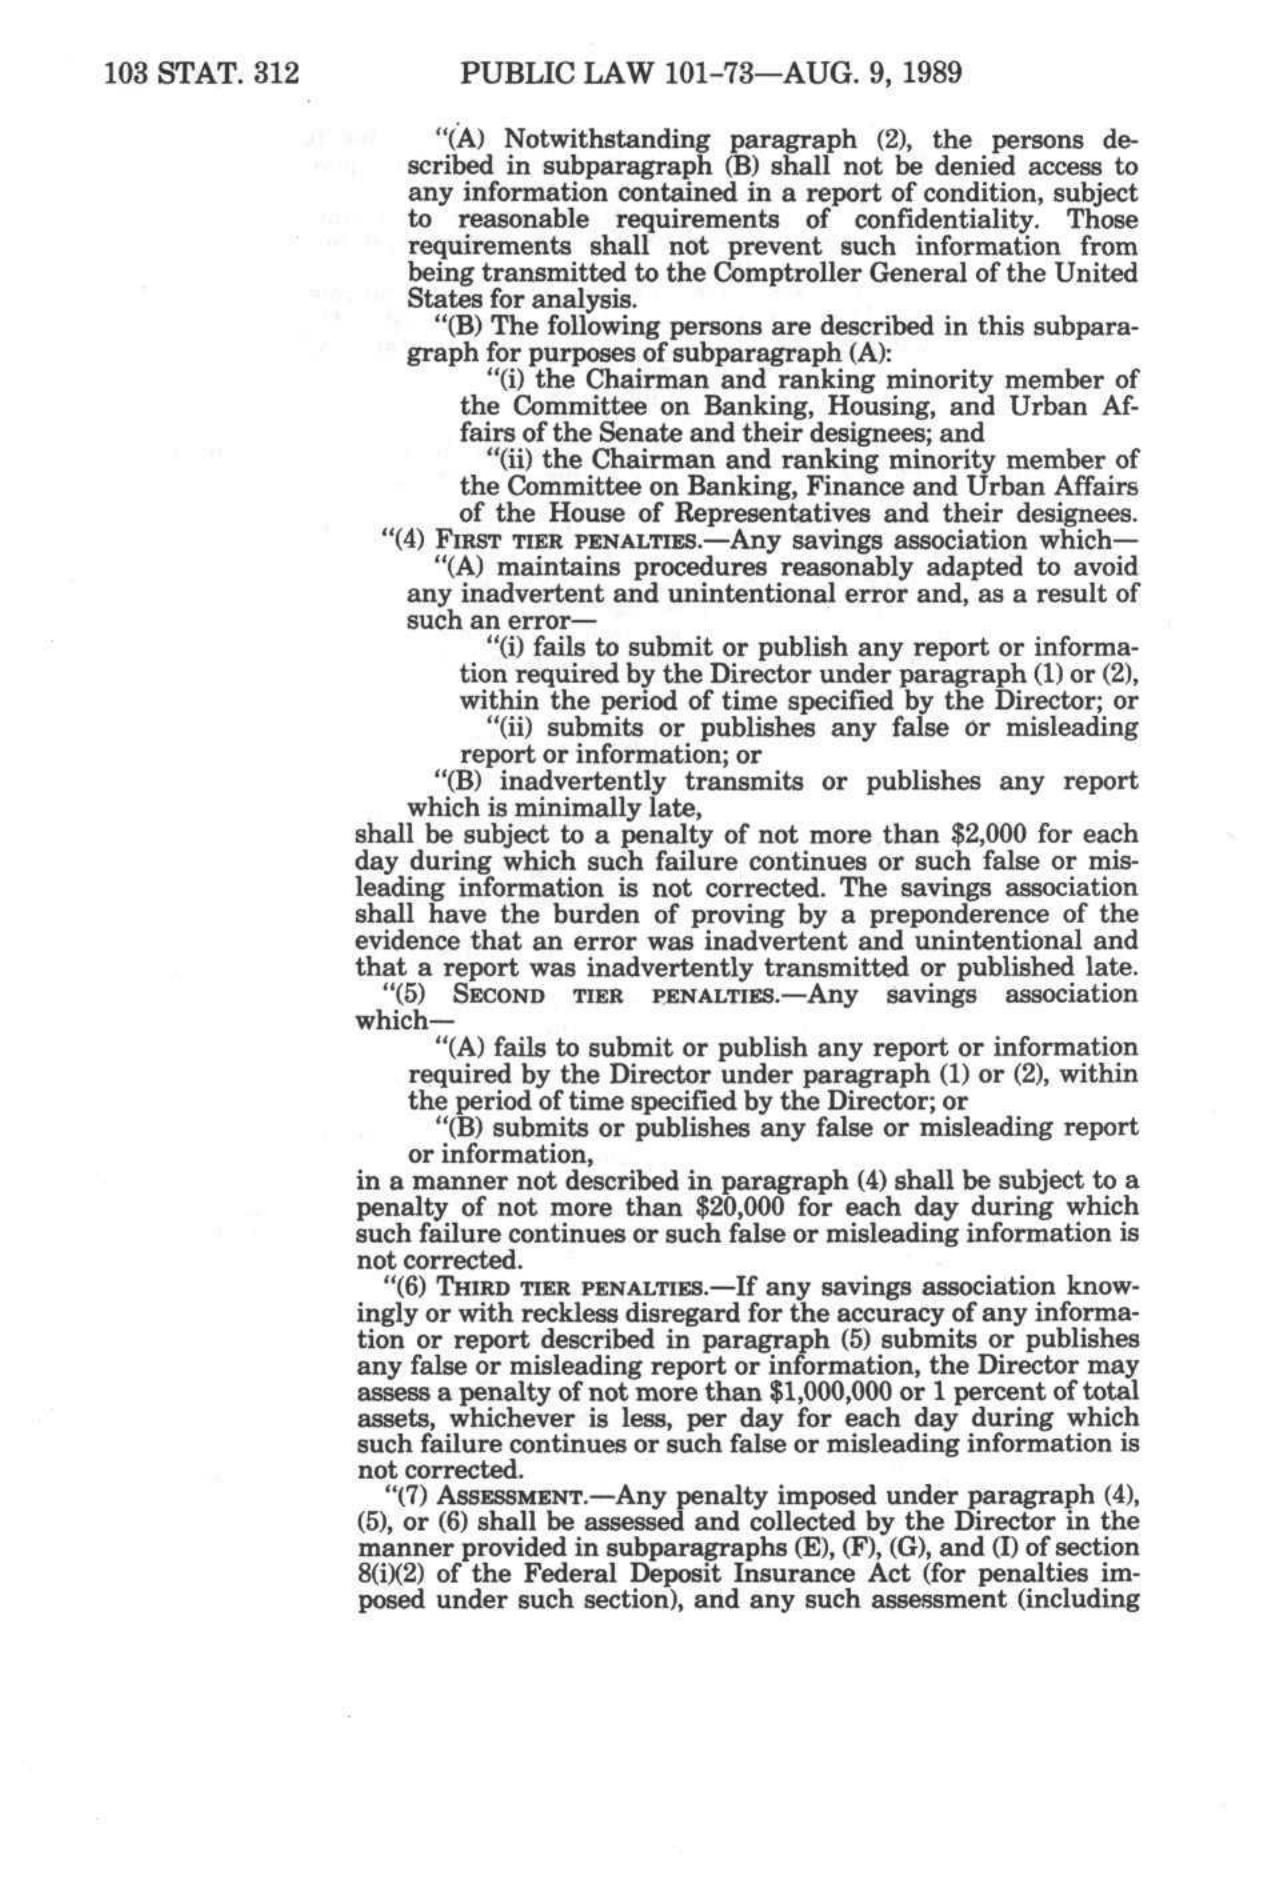 103 STAT. 312 PUBLIC LAW 101-73—AUG. 9, 1989
"(A) Notwithstanding paragraph (2), the persons de-
scribed in subparagraph (B) shall not be denied access to
any information contained in a report of condition, subject
to reasonable requirements of confidentiality. Those
requirements shall not prevent such information from
being transmitted to the Comptroller General of the United
States for analysis.
"(B) The following persons are described in this subpara-
graph for purposes of subparagraph (A):
"(i) the Chairman and ranking minority member of
the Committee on Banking, Housing, and Urban Af-
fairs of the Senate and their designees; and
"(ii) the Chairman and ranking minority member of
the Committee on Banking, Finance and Urban Affairs
of the House of Representatives and their designees.
"(4) FIRST TIER PENALTIES.—Any savings association which—
"(A) maintains procedures reasonably adapted to avoid
any inadvertent and unintentional error and, as a result of
such an error—
"(i) fails to submit or publish any report or informa-
tion required by the Director under paragraph (1) or (2),
within the period of time specified by the Director; or
"(ii) submits or publishes any false or misleading
report or information; or
"(B) inadvertently transmits or publishes any report
which is minimally late,
shall be subject to a penalty of not more than $2,000 for each
day during which such failure continues or such false or mis-
leading information is not corrected. The savings association
shall have the burden of proving by a preponderence of the
evidence that an error was inadvertent and unintentional and
that a report was inadvertently transmitted or published late.
"(5) SECOND TIER PENALTIES.—Any savings association
which—
"(A) fails to submit or publish any report or information
required by the Director under paragraph (1) or (2), within
the period of time specified by the Director; or
"(B) submits or publishes any false or misleading report
or information,
in a manner not described in paragraph (4) shall be subject to a
penalty of not more than $20,000 for each day during which
such failure continues or such false or misleading information is
not corrected.
"(6) THIRD TIER PENALTIES.—If any savings association know-
ingly or with reckless disregard for the accuracy of any informa-
tion or report described in paragraph (5) submits or publishes
any false or misleading report or information, the Director may
assess a penalty of not more than $1,000,000 or 1 percent of total
assets, whichever is less, per day for each day during which
such failure continues or such false or misleading information is
not corrected.
"(7) ASSESSMENT.—Any penalty imposed under paragraph (4),
(5), or (6) shall be assessed and collected by the Director in the
manner provided in subparagraphs (E), (F), (G), and (I) of section
8(i)(2) of the Federal Deposit Insurance Act (for penalties im-
posed under such section), and any such assessment (including